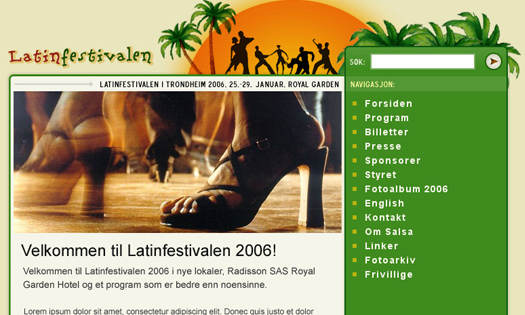 Latinfestivalen
SØK:
LATINFESTIVALEN I TRONDHEIM 2006, 25.-29. JANUAR, ROYAL GARDEN
NAVIGASJON:
Forsiden
Program
Billetter
Presse
Sponsorer
Styret
Fotoalbum 2006
English
Kontakt
Om Salsa
Linker
Fotoarkiv
Frivillige
Velkommen til Latinfestivalen 2006!
Velkommen til Latinfestivalen 2006 i nye lokaler, Radisson SAS Royal
Garden Hotel og et program som er bedre enn noensinne.
Lorem ipsum dolor sit amet, consectetur adipiscing elit. Donec quis justo et dolor